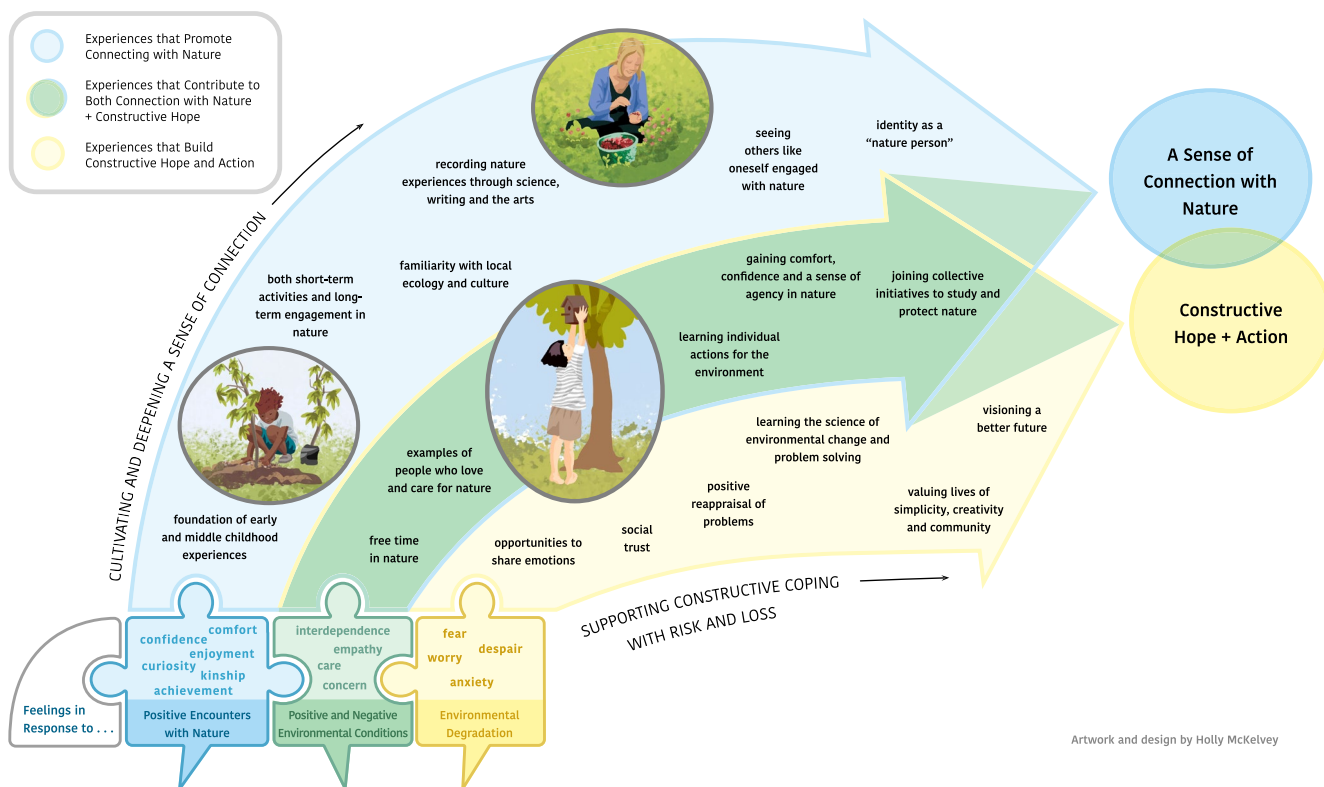 Experiences that Promote
Connecting with Nature
Experiences that Contribute to
Both Connection with Nature
+ Constructive Hope
Experiences that Build
Constructive Hope and Action
CULTIVATING AND DEEPENING A SENSE OF CONNECTION
recording nature
experiences through science,
writing and the arts
seeing
others like
oneself engaged
with nature
identity as a
“nature person”
both short-term
activities and long-
term engagement in
nature
familiarity with local
ecology and culture
foundation of early
and middle childhood
experiences
gaining comfort,
confidence and a sense of
agency in nature
joining collective
initiatives to study and
protect nature
learning individual
actions for the
environment
examples of
people who love
and care for nature
free time
in nature
learning the science of
environmental change and
problem solving
visioning a
better future
positive
reappraisal of
problems
valuing lives of
simplicity, creativity
and community
social
trust
opportunities to
share emotions
SUPPORTING CONSTRUCTIVE COPING
WITH RISK AND LOSS
A Sense of
Connection with
Nature
Constructive
Hope + Action
Feelings in
Response to . . .
comfort
confidence
enjoyment
curiosity
kinship
achievement
Positive Encounters
with Nature
interdependence
empathy
care
concern
Positive and Negative
Environmental Conditions
fear
despair
worry
anxiety
Environmental
Degradation
Artwork and design by Holly McKelvey